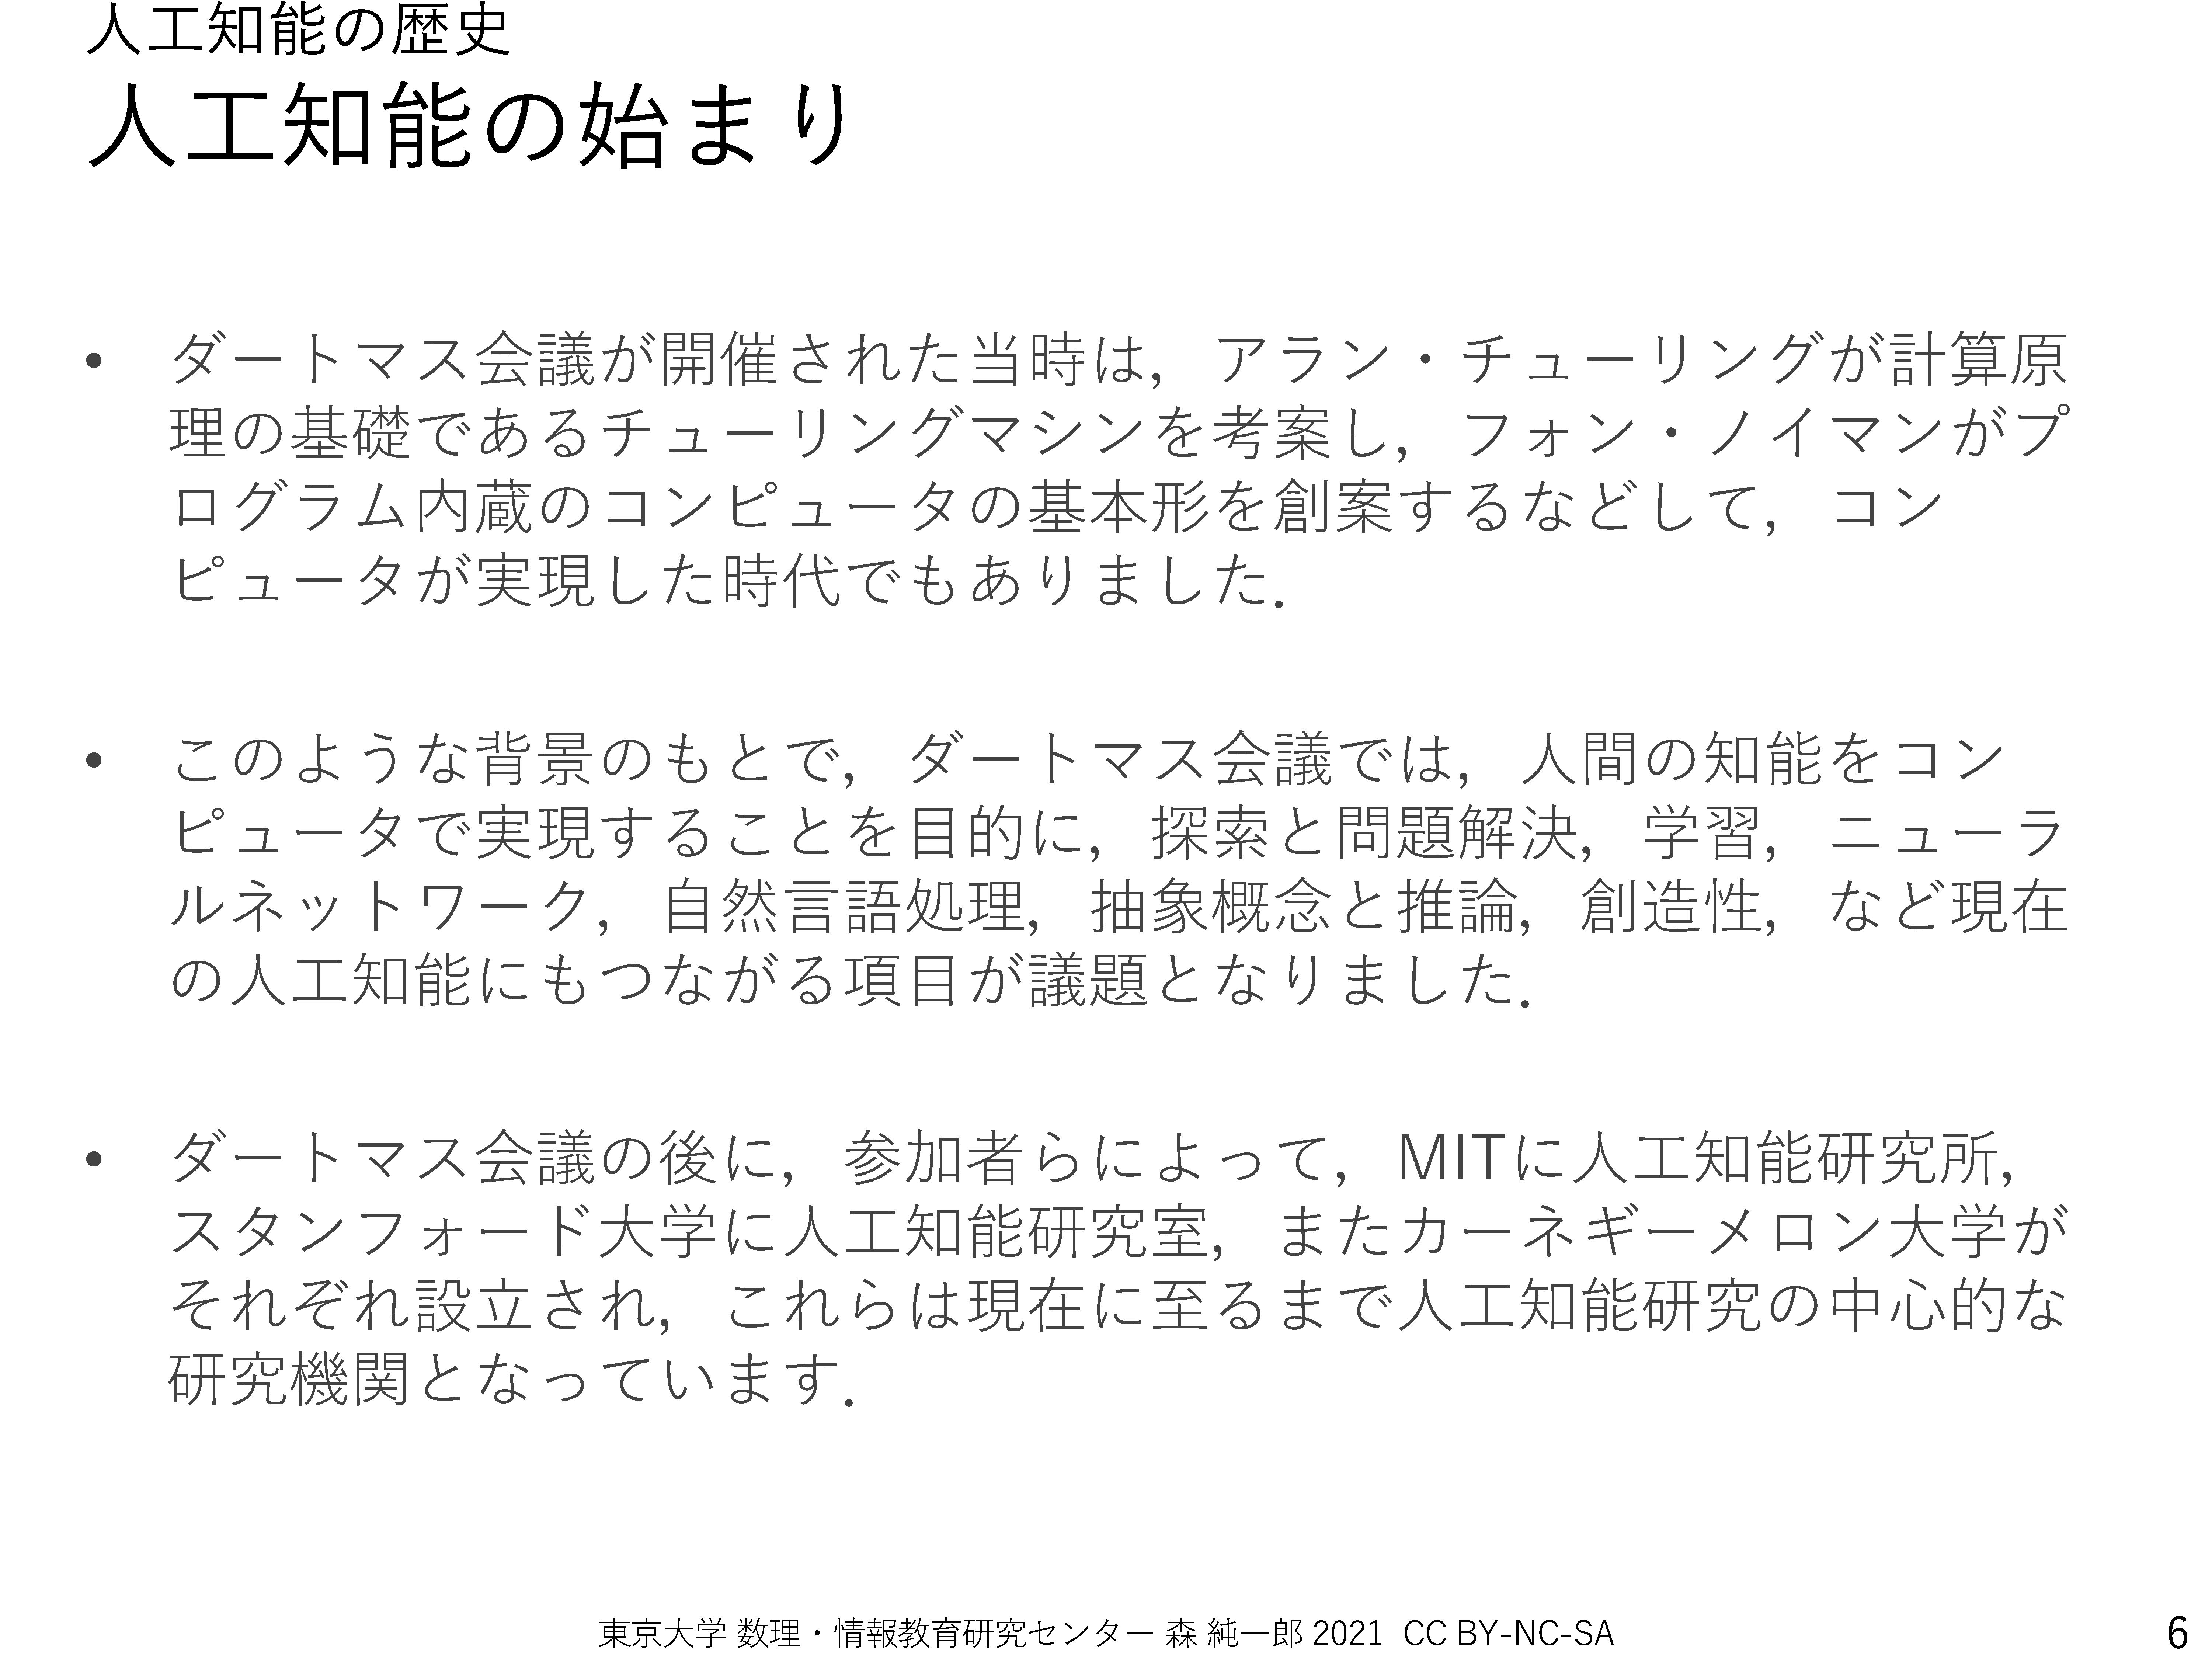 人工知能の歴史
人工知能の始まり
• ダートマス会議が開催された当時は，アラン・チューリングが計算原
理の基礎であるチューリングマシンを考案し，フォン・ノイマンがプ
ログラム内蔵のコンピュータの基本形を創案するなどして，コン
ピュータが実現した時代でもありました．
• このような背景のもとで，ダートマス会議では，人間の知能をコン
ピュータで実現することを目的に，探索と問題解決，学習，ニューラ
ルネットワーク，自然言語処理，抽象概念と推論，創造性，など現在
の人工知能にもつながる項目が議題となりました．
• ダートマス会議の後に，参加者らによって，MITに人工知能研究所，
スタンフォード大学に人工知能研究室，またカーネギーメロン大学が
それぞれ設立され，これらは現在に至るまで人工知能研究の中心的な
研究機関となっています．
東京大学 数理・情報教育研究センター 森 純一郎 2021 CC BY-NC-SA
6